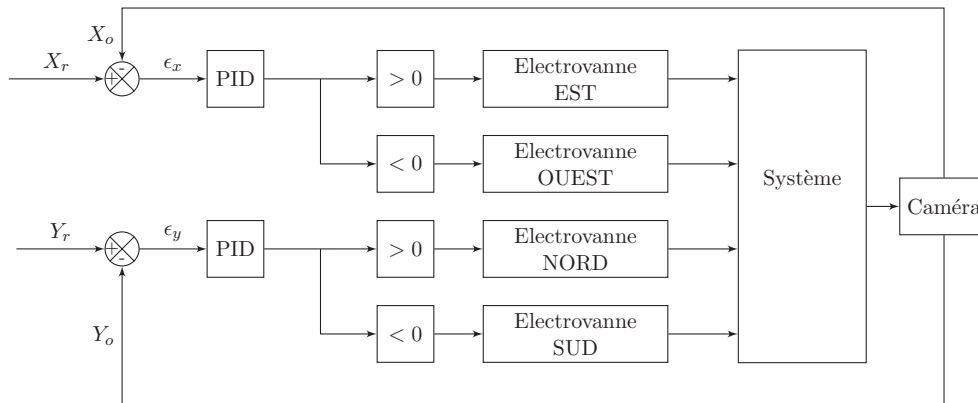 X_o
X_r
+
-
ϵ_x
PID
> 0
Electrovanne
EST
< 0
Electrovanne
OUEST
Système
Caméra
Y_r
+
-
ϵ_y
PID
> 0
Electrovanne
NORD
< 0
Electrovanne
SUD
Y_o